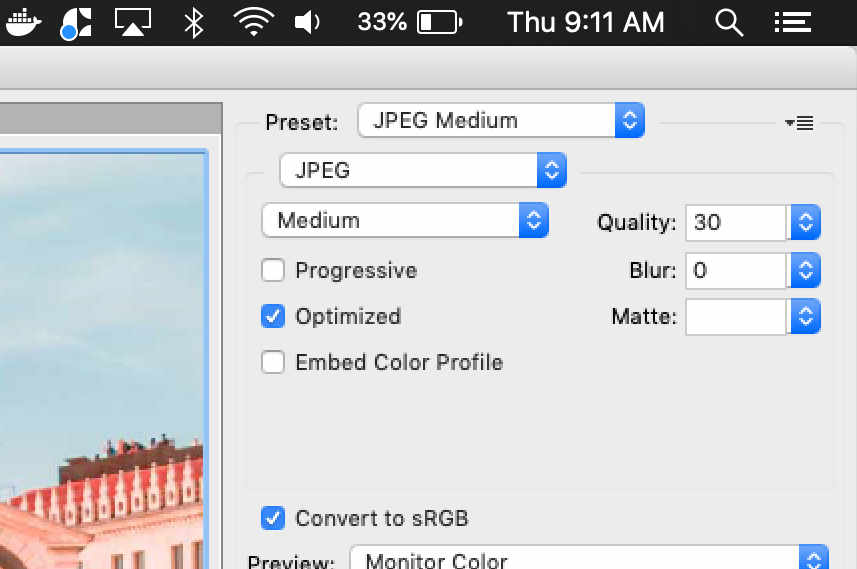 33% Thu 9:11 AM
Preset: JPEG Medium
JPEG
Medium Quality: 30
Progressive Blur: 0
Optimized Matte:
Embed Color Profile
Convert to sRGB
Preview: Monitor Color